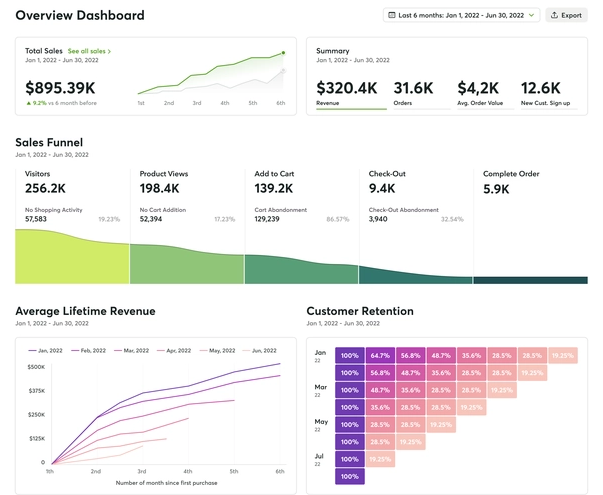 Overview Dashboard
Last 6 months: Jan 1, 2022 - Jun 30, 2022
Export
Total Sales See all sales >
Jan 1, 2022 - Jun 30, 2022
$895.39K
▲ 9.2% vs 6 month before
1st 2nd 3rd 4th 5th 6th
Summary
Jan 1, 2022 - Jun 30, 2022
$320.4K 31.6K $4,2K 12.6K
Revenue Orders Avg. Order Value New Cust. Sign up
Sales Funnel
Jan 1, 2022 - Jun 30, 2022
Visitors Product Views Add to Cart Check-Out Complete Order
256.2K 198.4K 139.2K 9.4K 5.9K
No Shopping Activity No Cart Addition Cart Abandonment Check-Out Abandonment
57,583 19.23% 52,394 17.23% 129,239 86.57% 3,940 32.54%
Average Lifetime Revenue
Jan 1, 2022 - Jun 30, 2022
Jan, 2022 Feb, 2022 Mar, 2022 Apr, 2022 May, 2022 Jun, 2022
$500K
$375K
$250K
$125K
0
1th 2nd 3rd 4th 5th 6th
Number of month since first purchase
Customer Retention
Jan 1, 2022 - Jun 30, 2022
Jan 22 100% 64.7% 56.8% 48.7% 35.6% 28.5% 28.5% 19.25%
100% 56.8% 48.7% 35.6% 28.5% 28.5% 19.25%
Mar 22 100% 48.7% 35.6% 28.5% 28.5% 19.25%
100% 35.6% 28.5% 28.5% 19.25%
May 22 100% 28.5% 28.5% 19.25%
100% 28.5% 19.25%
Jul 22 100% 19.25%
100%